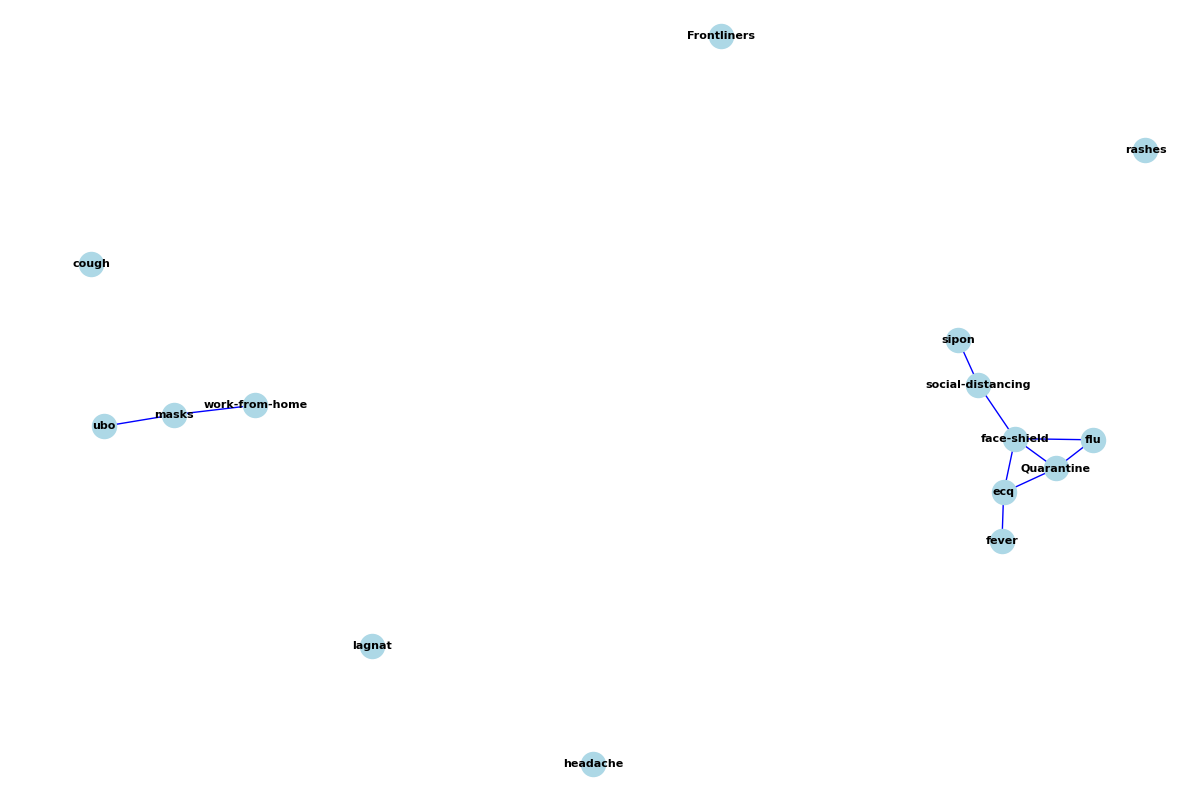 Frontliners
rashes
cough
sipon
social-distancing
work-from-home
masks
ubo
face-shield
flu
Quarantine
ecq
fever
lagnat
headache